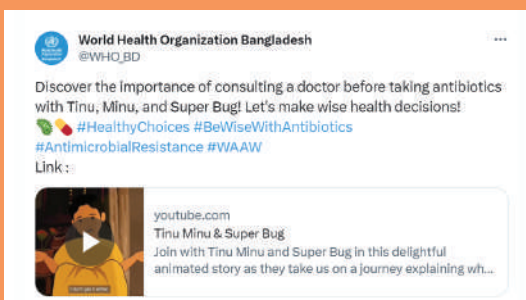 World Health Organization Bangladesh
@WHO_BD
Discover the importance of consulting a doctor before taking antibiotics
with Tinu, Minu, and Super Bug! Let's make wise health decisions!
🦠💊 #HealthyChoices #BeWiseWithAntibiotics
#AntimicrobialResistance #WAAW
Link :
youtube.com
Tinu Minu & Super Bug
Join with Tinu Minu and Super Bug in this delightful
animated story as they take us on a journey explaining wh...